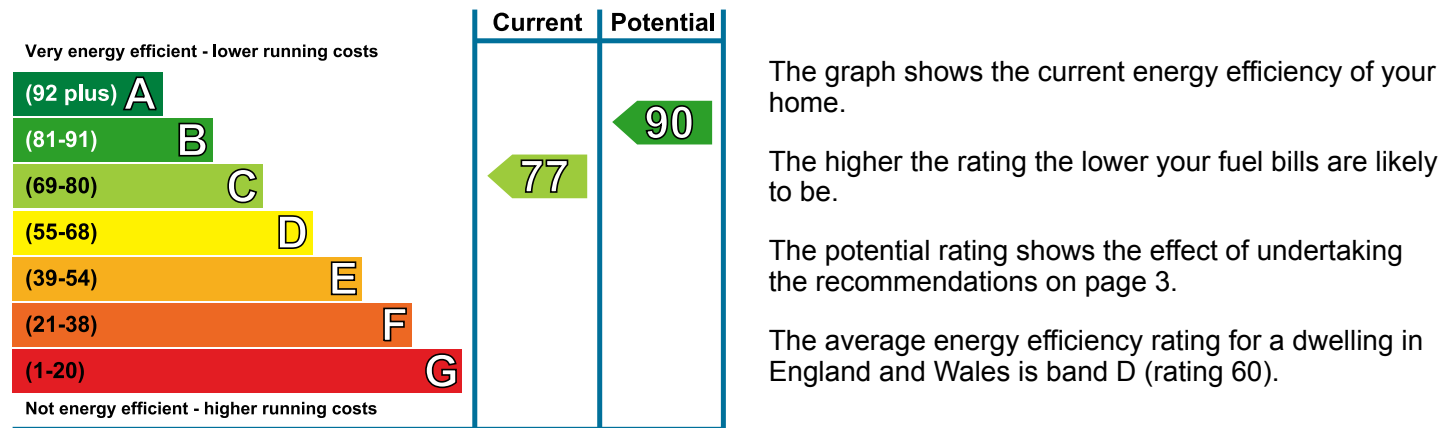 Current Potential
Very energy efficient - lower running costs
(92 plus) A
(81-91) B
(69-80) C
(55-68) D
(39-54) E
(21-38) F
(1-20) G
Not energy efficient - higher running costs
77
90
The graph shows the current energy efficiency of your
home.
The higher the rating the lower your fuel bills are likely
to be.
The potential rating shows the effect of undertaking
the recommendations on page 3.
The average energy efficiency rating for a dwelling in
England and Wales is band D (rating 60).